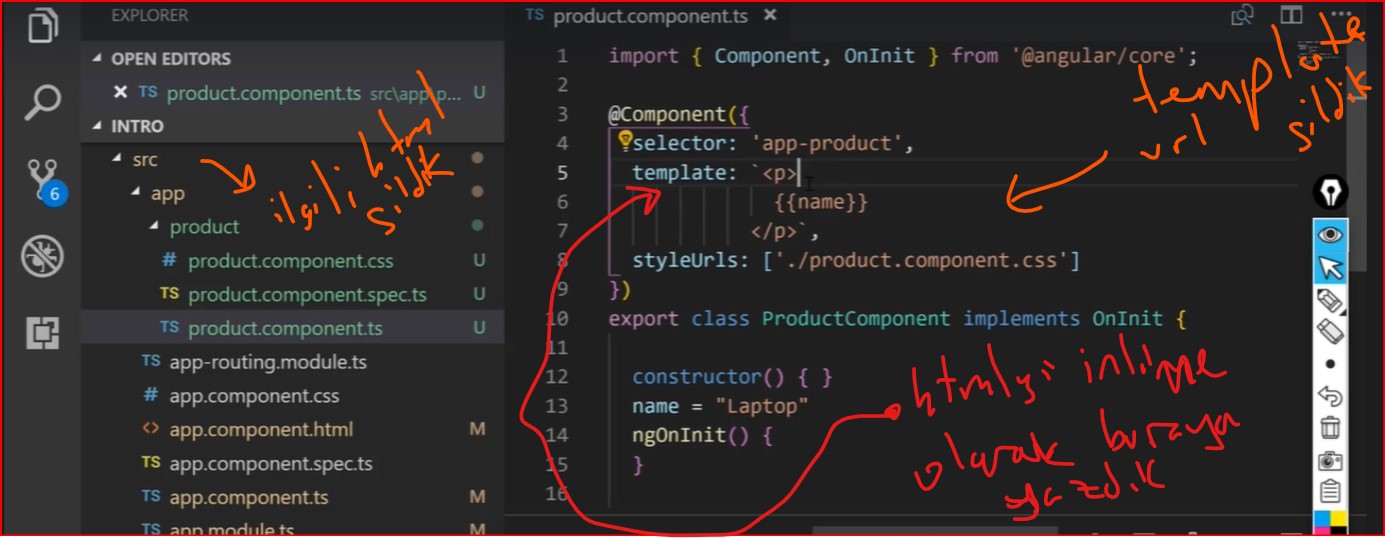 EXPLORER
OPEN EDITORS
TS product.component.ts src\app\p... U
INTRO
src
app
product
# product.component.css U
TS product.component.spec.ts U
TS product.component.ts U
TS app-routing.module.ts
# app.component.css
<> app.component.html M
TS app.component.spec.ts
TS app.component.ts M
TS app.module.ts
6
ilgili html
sildik
TS product.component.ts
1 import { Component, OnInit } from '@angular/core';
2
3 @Component({
4 selector: 'app-product',
5 template: `<p>
6 {{name}}
7 </p>`,
8 styleUrls: ['./product.component.css']
9 })
10 export class ProductComponent implements OnInit {
11
12 constructor() { }
13 name = "Laptop"
14 ngOnInit() {
15 }
16
template
url sildik
htmlyi inline
olarak buraya
yazdik